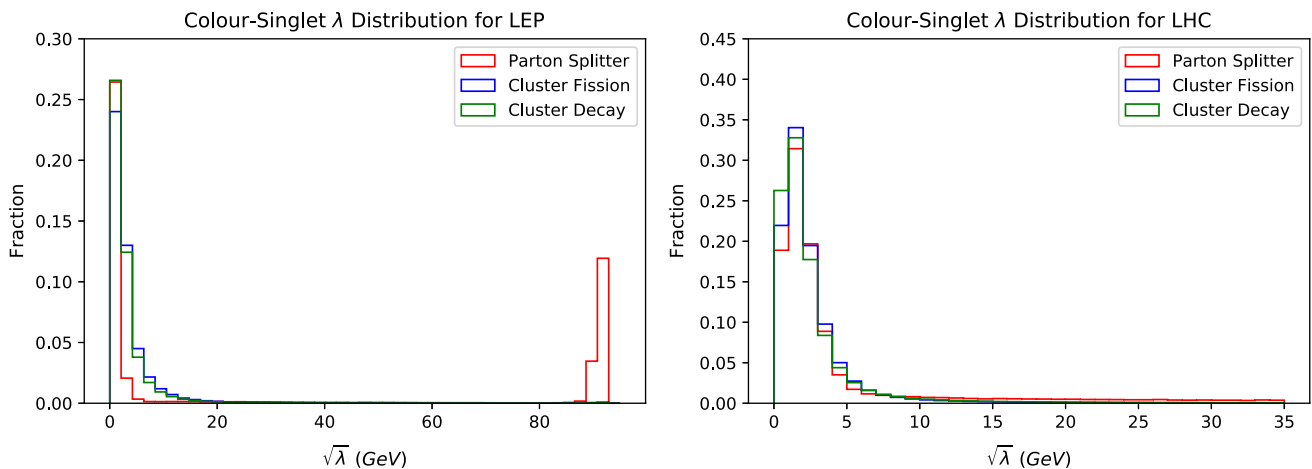 Colour-Singlet λ Distribution for LEP
0.30
0.25
0.20
0.15
0.10
0.05
0.00
Fraction
Parton Splitter
Cluster Fission
Cluster Decay
0 20 40 60 80
√λ (GeV)
Colour-Singlet λ Distribution for LHC
0.45
0.40
0.35
0.30
0.25
0.20
0.15
0.10
0.05
0.00
Fraction
Parton Splitter
Cluster Fission
Cluster Decay
0 5 10 15 20 25 30 35
√λ (GeV)